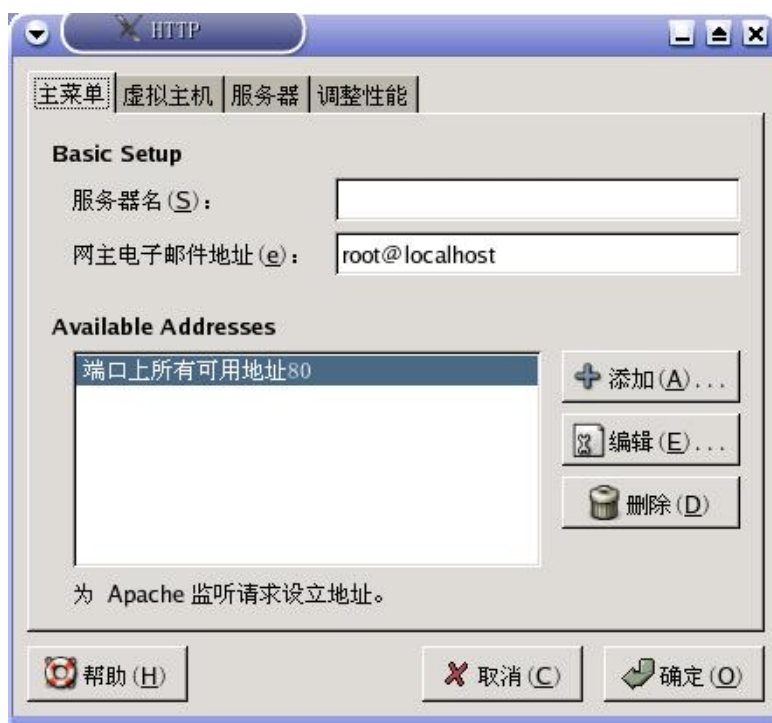 HTTP
主菜单 虚拟主机 服务器 调整性能
Basic Setup
服务器名(S):
网主电子邮件地址(e): root@localhost
Available Addresses
端口上所有可用地址80
添加(A)...
编辑(E)...
删除(D)
为 Apache 监听请求设立地址。
帮助(H) 取消(C) 确定(O)